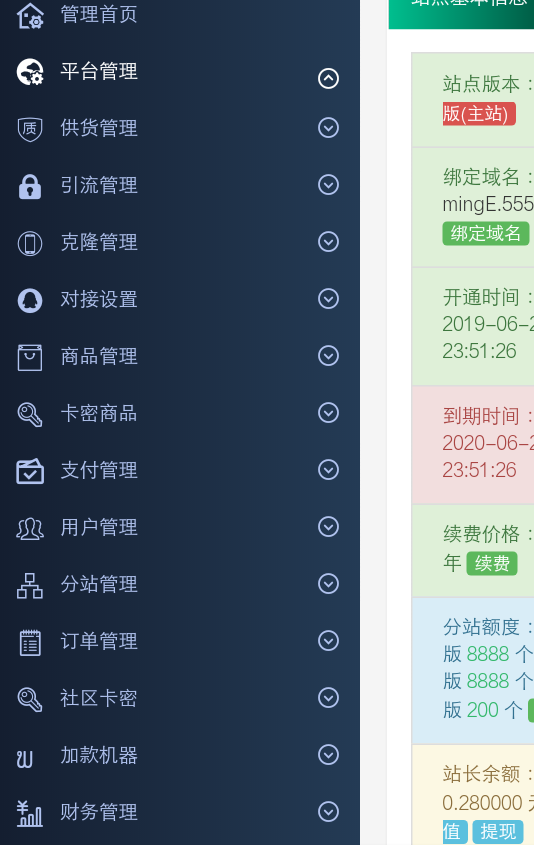 管理首页
平台管理
供货管理
引流管理
克隆管理
对接设置
商品管理
卡密商品
支付管理
用户管理
分站管理
订单管理
社区卡密
加款机器
财务管理
站点基本信息
站点版本：
版(主站)
绑定域名：
mingE.555
绑定域名
开通时间：
2019-06-2
23:51:26
到期时间：
2020-06-2
23:51:26
续费价格：
年 续费
分站额度：
版 8888 个
版 8888 个
版 200 个
站长余额：
0.280000 元
值 提现